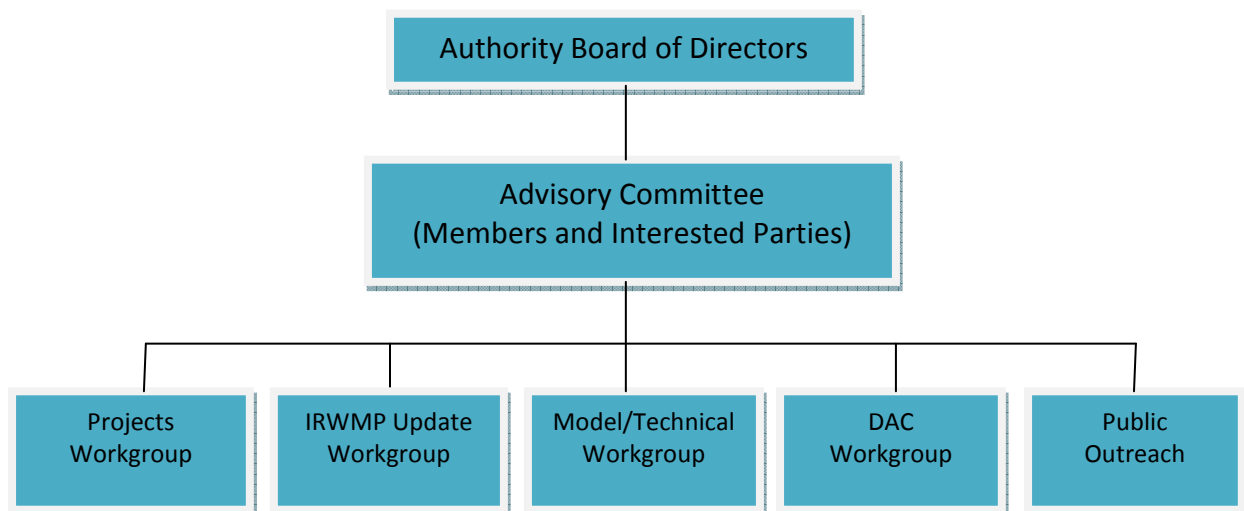 Authority Board of Directors
Advisory Committee
(Members and Interested Parties)
Projects
Workgroup
IRWMP Update
Workgroup
Model/Technical
Workgroup
DAC
Workgroup
Public
Outreach